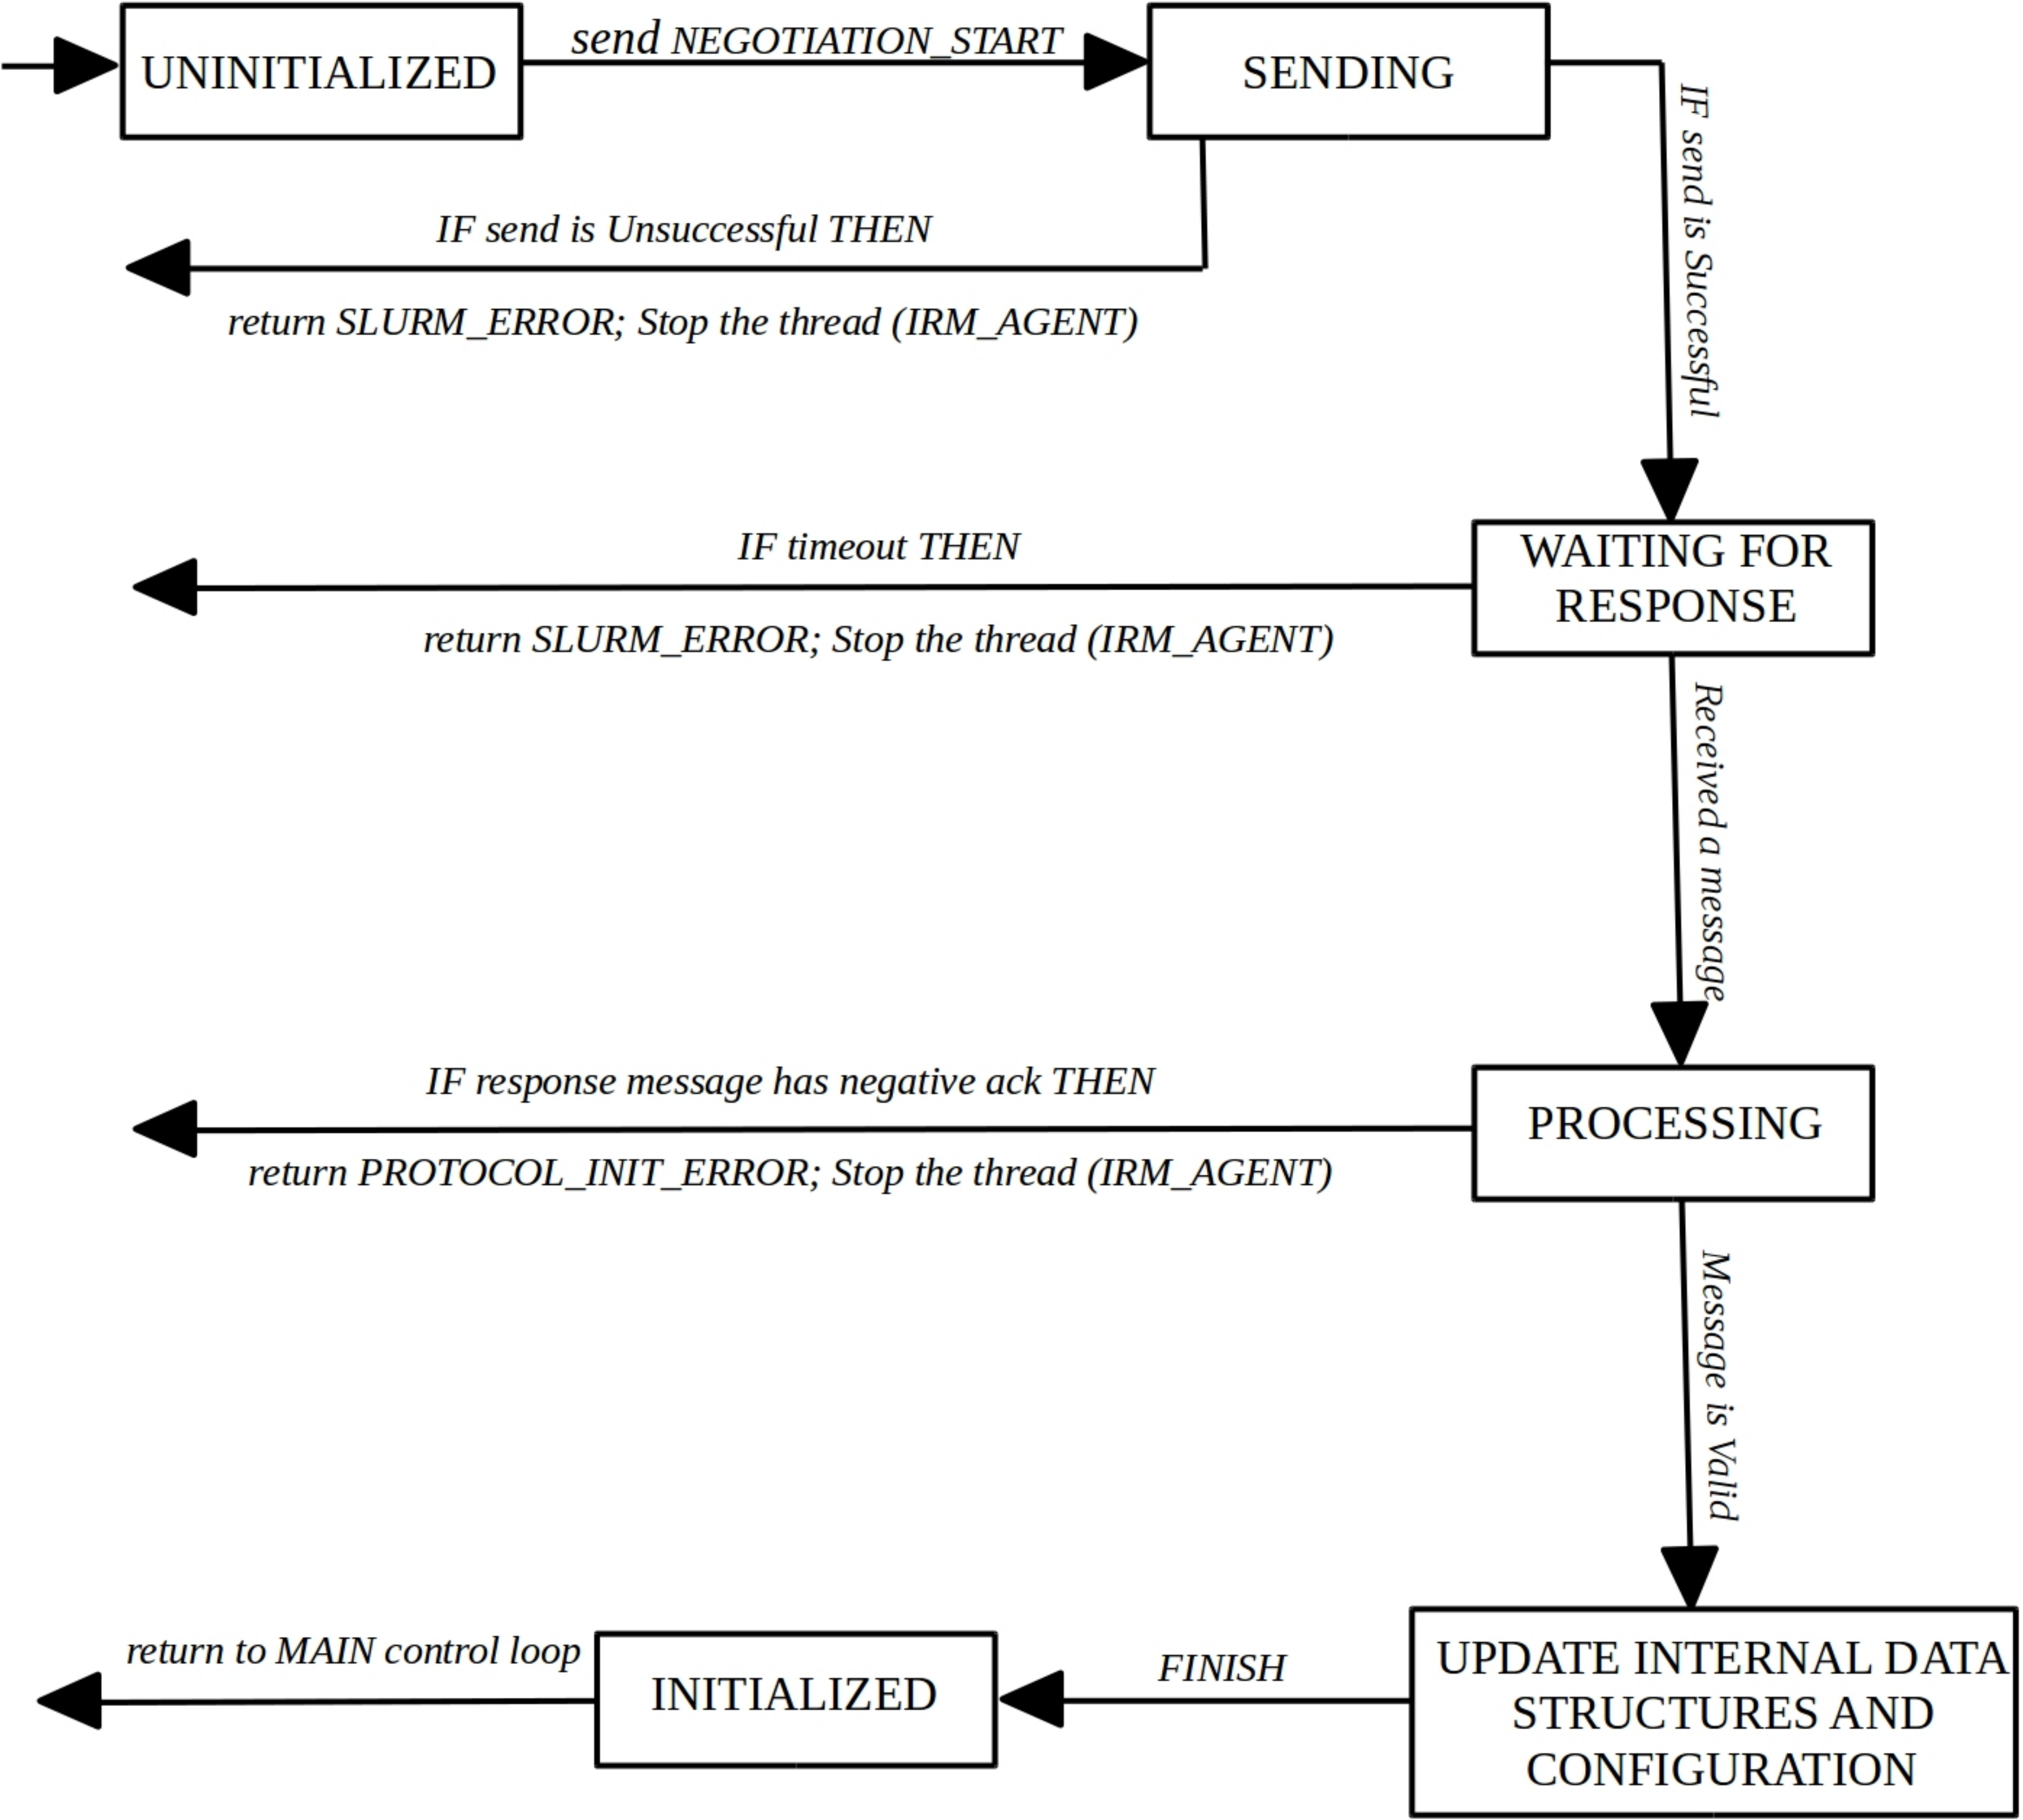 UNINITIALIZED
send NEGOTIATION_START
SENDING
IF send is Successful
IF send is Unsuccessful THEN
return SLURM_ERROR; Stop the thread (IRM_AGENT)
WAITING FOR
RESPONSE
IF timeout THEN
return SLURM_ERROR; Stop the thread (IRM_AGENT)
Received a message
PROCESSING
IF response message has negative ack THEN
return PROTOCOL_INIT_ERROR; Stop the thread (IRM_AGENT)
Message is Valid
UPDATE INTERNAL DATA
STRUCTURES AND
CONFIGURATION
FINISH
INITIALIZED
return to MAIN control loop